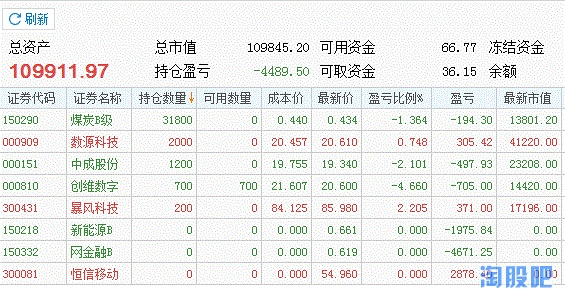 刷新
总资产 总市值 109845.20 可用资金 66.77 冻结资金
109911.97 持仓盈亏 -4489.50 可取资金 36.15 余额
证券代码 证券名称 持仓数量↓ 可用数量 成本价 最新价 盈亏比例% 盈亏 最新市值
150290 煤炭B级 31800 0 0.440 0.434 -1.364 -194.30 13801.20
000909 数源科技 2000 0 20.457 20.610 0.748 305.42 41220.00
000151 中成股份 1200 0 19.755 19.340 -2.101 -497.93 23208.00
000810 创维数字 700 700 21.607 20.600 -4.660 -705.00 14420.00
300431 暴风科技 200 0 84.125 85.980 2.205 371.00 17196.00
150218 新能源B 0 0 0.000 0.661 0.000 -1975.84 0.00
150332 网金融B 0 0 0.000 0.619 0.000 -4671.25 0.00
300081 恒信移动 0 0 0.000 54.960 0.000 2878.40 0.00
淘股吧